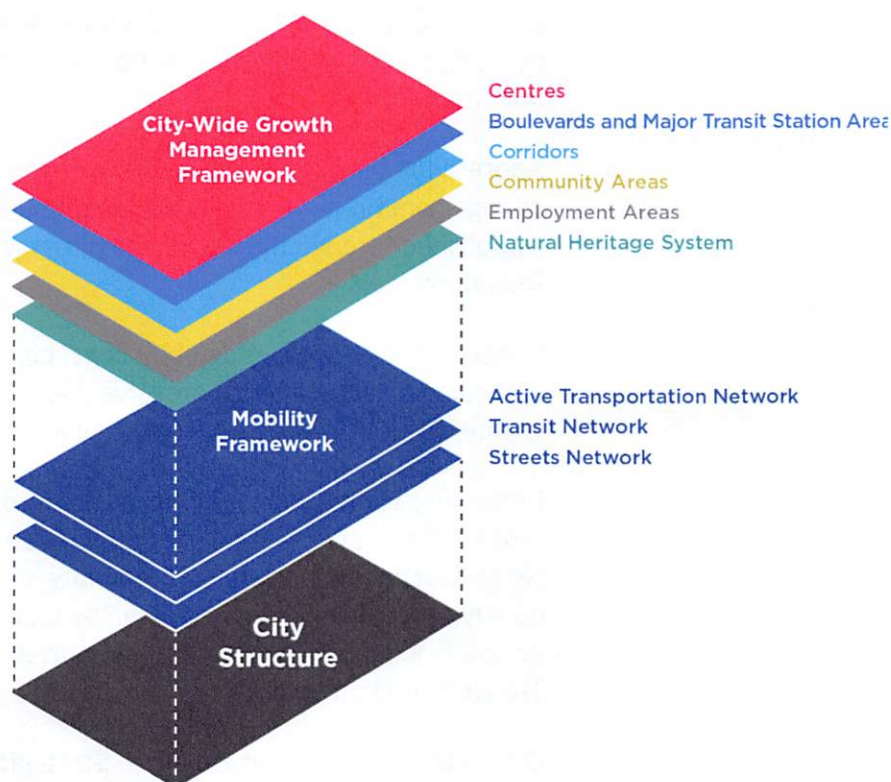 City-Wide Growth
Management
Framework
Centres
Boulevards and Major Transit Station Area
Corridors
Community Areas
Employment Areas
Natural Heritage System
Mobility
Framework
Active Transportation Network
Transit Network
Streets Network
City
Structure